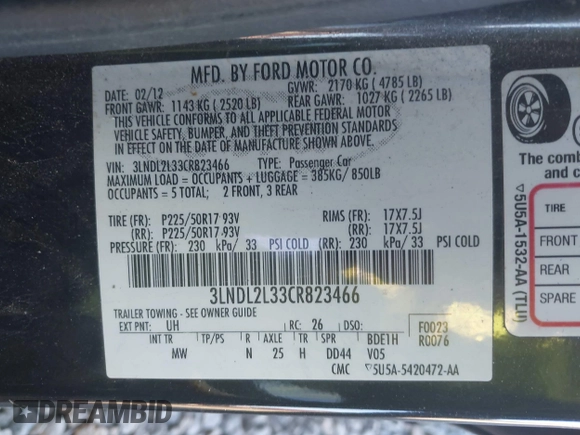 MFD. BY FORD MOTOR CO.
DATE: 02/12
GVWR: 2170 KG ( 4785 LB)
FRONT GAWR: 1143 KG ( 2520 LB)
REAR GAWR: 1027 KG ( 2265 LB)
THIS VEHICLE CONFORMS TO ALL APPLICABLE FEDERAL MOTOR
VEHICLE SAFETY, BUMPER, AND THEFT PREVENTION STANDARDS
IN EFFECT ON THE DATE OF MANUFACTURE SHOWN ABOVE.
VIN: 3LNDL2L33CR823466 TYPE: Passenger Car
MAXIMUM LOAD = OCCUPANTS + LUGGAGE = 385KG/ 850LB
OCCUPANTS = 5 TOTAL; 2 FRONT, 3 REAR
TIRE (FR): P225/50R17 93V RIMS (FR): 17X7.5J
(RR): P225/50R17 93V (RR): 17X7.5J
PRESSURE (FR): 230 kPa/ 33 PSI COLD (RR): 230 kPa/ 33 PSI COLD
3LNDL2L33CR823466
TRAILER TOWING - SEE OWNER GUIDE
EXT PNT: UH RC: 26 DSO: F0023
INT TR TP/PS R AXLE TR SPR BDE1H R0076
MW N 25 H DD44 V05
CMC 5U5A-5420472-AA
5U5A-1532-AA (TLH)
The comb
TIRE
FRONT
REAR
SPARE
DREAMBID